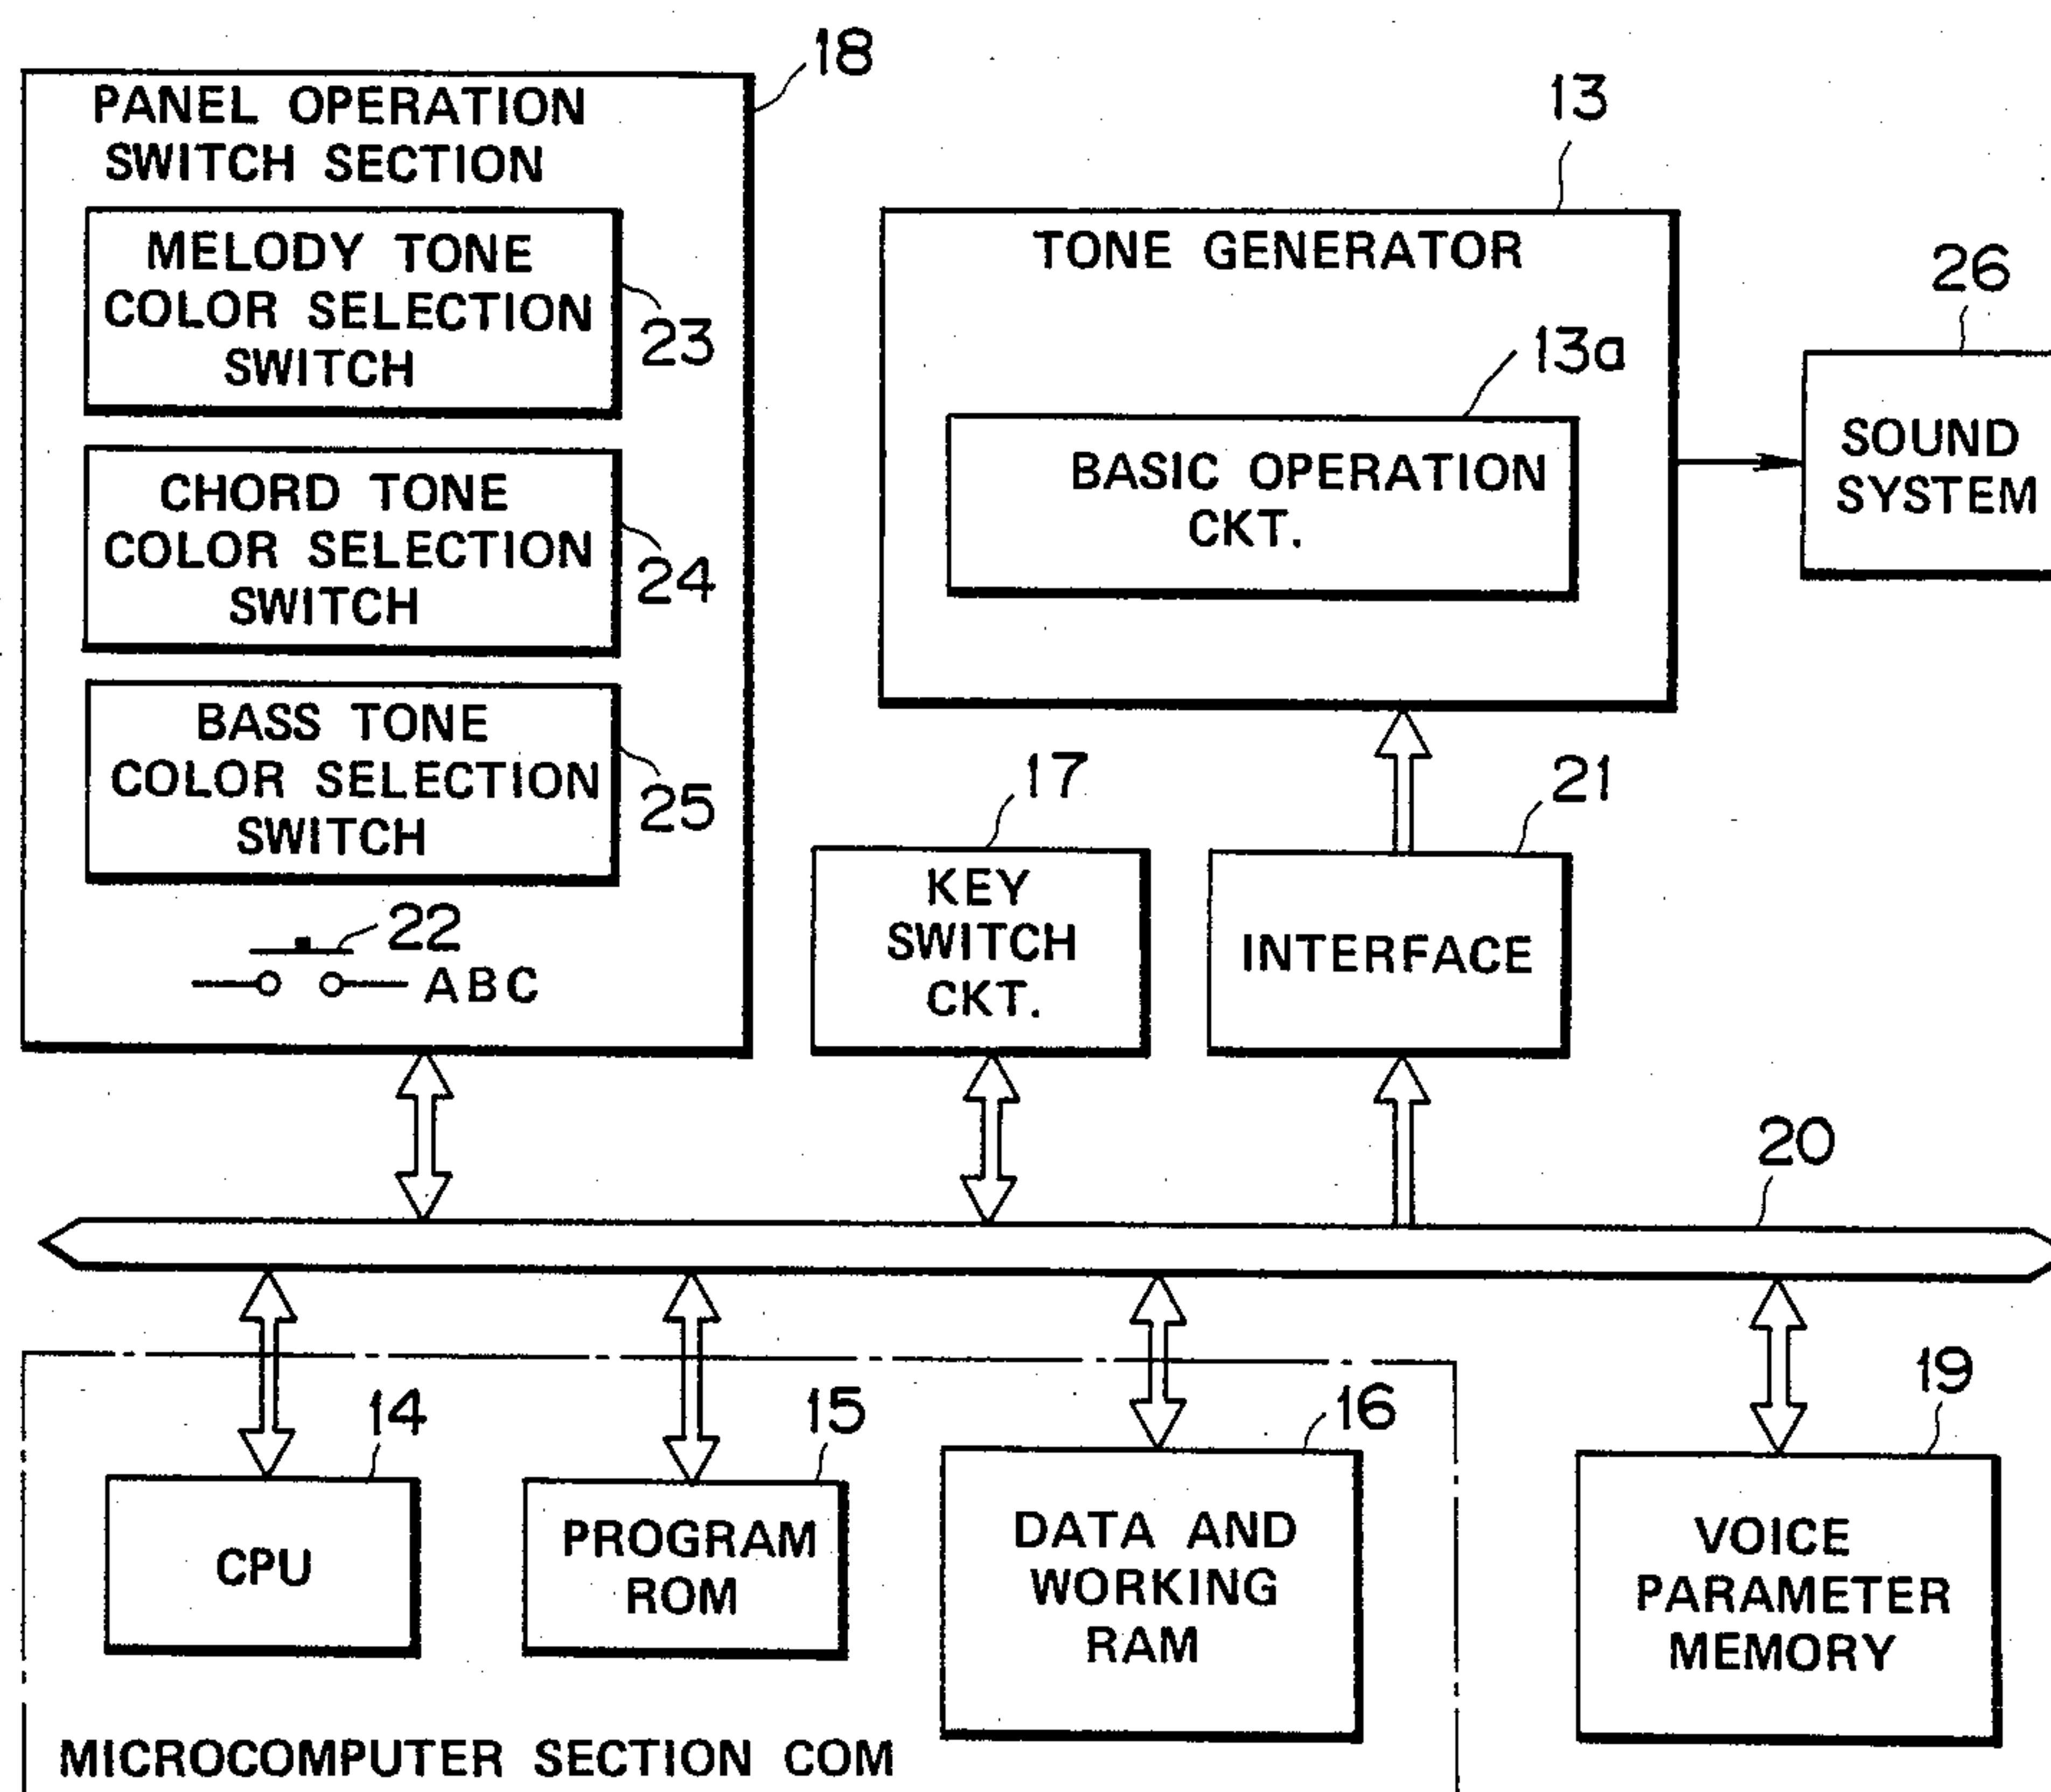 18
PANEL OPERATION
SWITCH SECTION
MELODY TONE
COLOR SELECTION
SWITCH
23
CHORD TONE
COLOR SELECTION
SWITCH
24
BASS TONE
COLOR SELECTION
SWITCH
25
22
ABC
13
TONE GENERATOR
13a
BASIC OPERATION
CKT.
26
SOUND
SYSTEM
17
KEY
SWITCH
CKT.
21
INTERFACE
20
14
CPU
15
PROGRAM
ROM
16
DATA AND
WORKING
RAM
19
VOICE
PARAMETER
MEMORY
MICROCOMPUTER SECTION COM